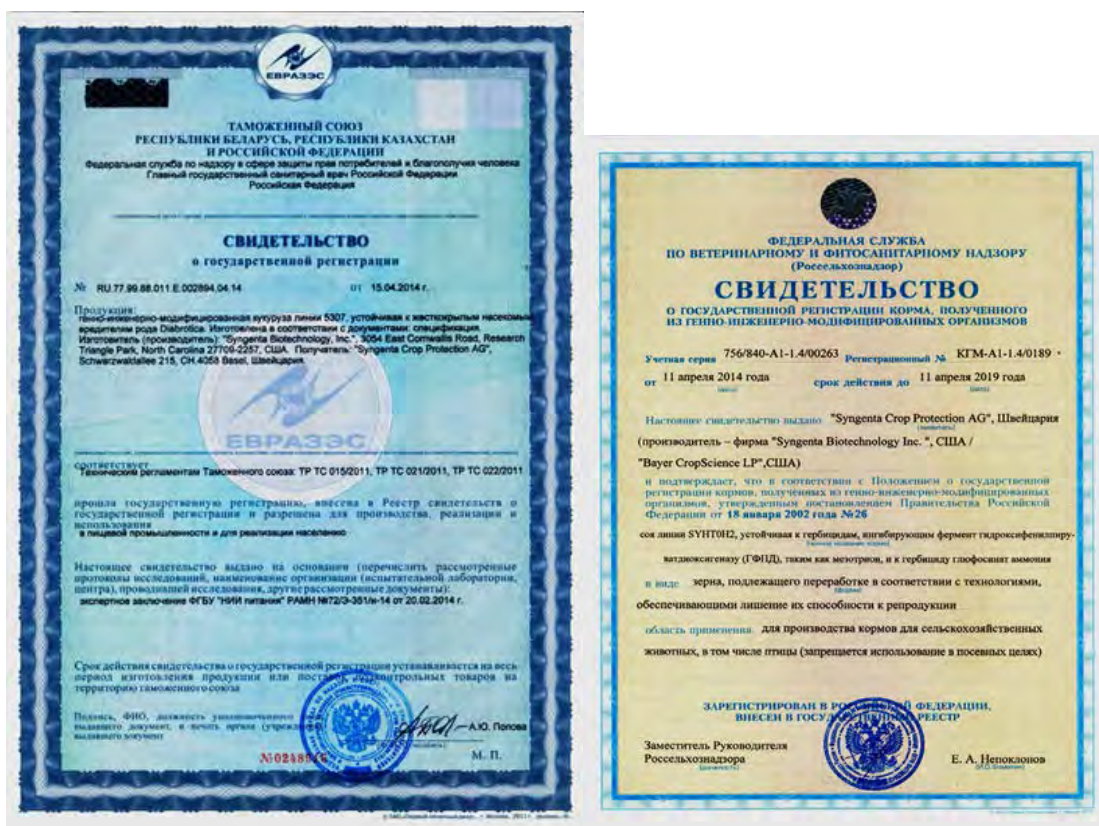 ЕВРАЗЭС
ТАМОЖЕННЫЙ СОЮЗ
РЕСПУБЛИКИ БЕЛАРУСЬ, РЕСПУБЛИКИ КАЗАХСТАН
И РОССИЙСКОЙ ФЕДЕРАЦИИ
Федеральная служба по надзору в сфере защиты прав потребителей и благополучия человека
Главный государственный санитарный врач Российской Федерации
Российская Федерация
СВИДЕТЕЛЬСТВО
о государственной регистрации
№ RU.77.99.88.011.Е.002894.04.14 от 15.04.2014 г.
Продукция:
генно-инженерно-модифицированная кукуруза линии 5307, устойчивая к жесткокрылым насекомым
вредителям рода Diabrotica. Изготовлена в соответствии с документами: спецификация.
Изготовитель (производитель): "Syngenta Biotechnology, Inc.", 3054 East Cornwallis Road, Research
Triangle Park, North Carolina 27709-2257, США. Получатель: "Syngenta Crop Protection AG",
Schwarzwaldallee 215, CH 4058 Basel, Швейцария.
ЕВРАЗЭС
соответствует
Техническим регламентам Таможенного союза: ТР ТС 015/2011, ТР ТС 021/2011, ТР ТС 022/2011
прошла государственную регистрацию, внесена в Реестр свидетельств о
государственной регистрации и разрешена для производства, реализации и
использования
в пищевой промышленности и для реализации населению
Настоящее свидетельство выдано на основании (перечислить рассмотренные
протоколы исследований, наименование организации (испытательной лаборатории,
центра), проводившей исследования, другие рассмотренные документы):
экспертное заключение ФГБУ "НИИ питания" РАМН №72/Э-351/и-14 от 20.02.2014 г.
Срок действия свидетельства о государственной регистрации устанавливается на весь
период изготовления продукции или поставок подконтрольных товаров на
территорию таможенного союза
Подпись, ФИО, должность уполномоченного
выдавшего документ, и печать органа
выдавшего документ
А.Ю. Попова
М. П.
ФЕДЕРАЛЬНАЯ СЛУЖБА
ПО ВЕТЕРИНАРНОМУ И ФИТОСАНИТАРНОМУ НАДЗОРУ
(Россельхознадзор)
СВИДЕТЕЛЬСТВО
О ГОСУДАРСТВЕННОЙ РЕГИСТРАЦИИ КОРМА, ПОЛУЧЕННОГО
ИЗ ГЕННО-ИНЖЕНЕРНО-МОДИФИЦИРОВАННЫХ ОРГАНИЗМОВ
Учетная серия 756/840-А1-1.4/00263 Регистрационный № КГМ-А1-1.4/0189
от 11 апреля 2014 года срок действия до 11 апреля 2019 года
Настоящее свидетельство выдано "Syngenta Crop Protection AG", Швейцария
(производитель – фирма "Syngenta Biotechnology Inc. ", США /
"Bayer CropScience LP",США)
и подтверждает, что в соответствии с Положением о государственной
регистрации кормов, полученных из генно-инженерно-модифицированных
организмов, утвержденным постановлением Правительства Российской
Федерации от 18 января 2002 года №26
соя линии SYHT0H2, устойчивая к гербицидам, ингибирующим фермент гидроксифенилпиру-
ватдиоксигеназу (ГФПД), таким как мезотрион, и к гербициду глюфосинат аммония
в виде зерна, подлежащего переработке в соответствии с технологиями,
обеспечивающими лишение их способности к репродукции
область применения для производства кормов для сельскохозяйственных
животных, в том числе птицы (запрещается использование в посевных целях)
ЗАРЕГИСТРИРОВАН В РОССИЙСКОЙ ФЕДЕРАЦИИ,
ВНЕСЕН В ГОСУДАРСТВЕННЫЙ РЕЕСТР
Заместитель Руководителя
Россельхознадзора
Е. А. Непоклонов